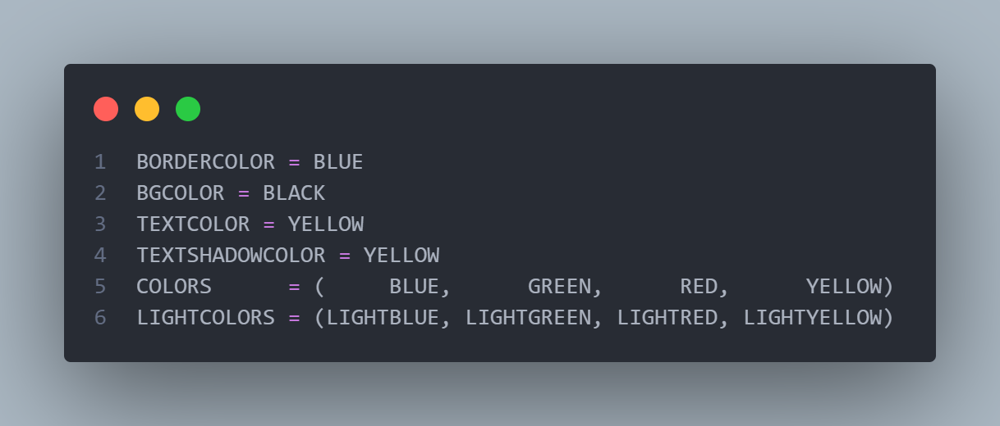 1 BORDERCOLOR = BLUE
2 BGCOLOR = BLACK
3 TEXTCOLOR = YELLOW
4 TEXTSHADOWCOLOR = YELLOW
5 COLORS      = (     BLUE,      GREEN,      RED,      YELLOW)
6 LIGHTCOLORS = (LIGHTBLUE, LIGHTGREEN, LIGHTRED, LIGHTYELLOW)